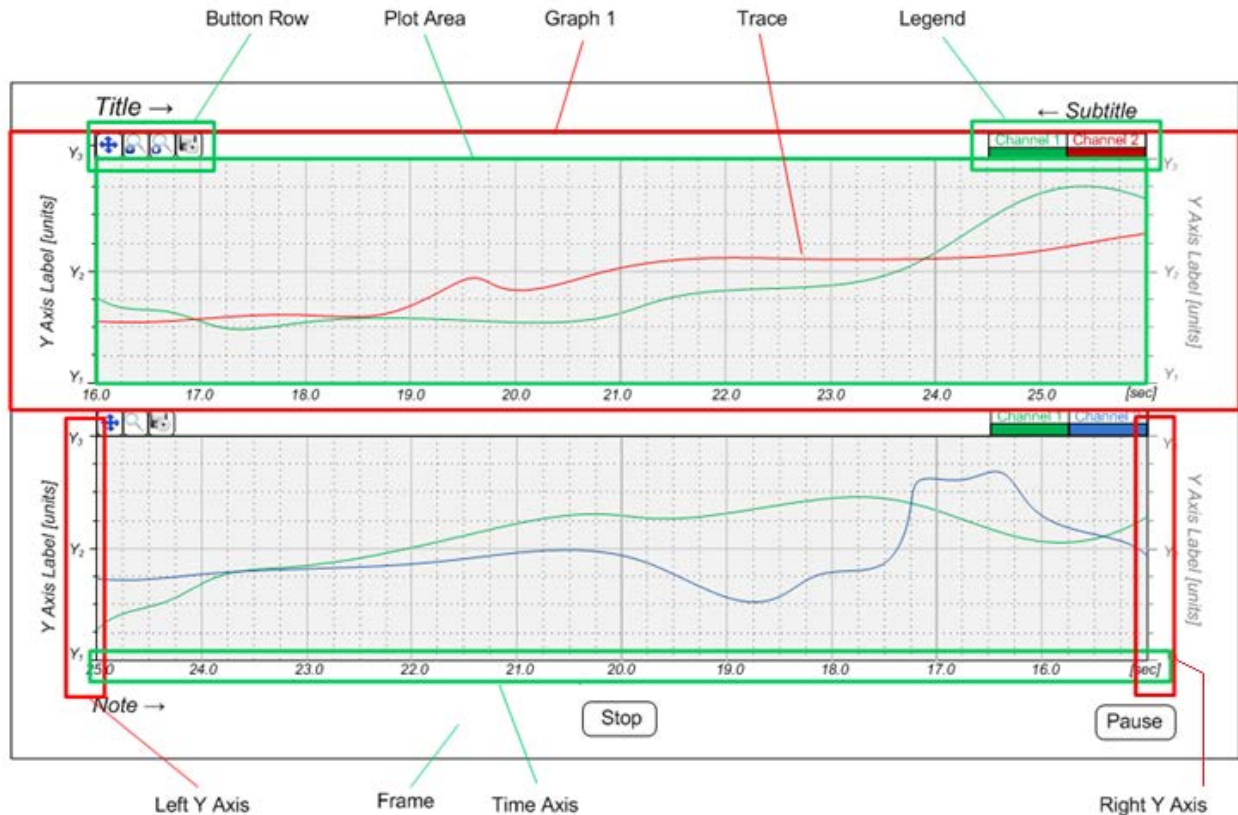 Button Row Plot Area Graph 1 Trace Legend
Title →
← Subtitle
Channel 1 Channel 2
Y₃
Y₃
Y Axis Label [units]
Y₂
Y₂
Y Axis Label [units]
Y₁
Y₁
16.0 17.0 18.0 19.0 20.0 21.0 22.0 23.0 24.0 25.0 [sec]
Channel 1 Channel
Y₃
Y
Y Axis Label [units]
Y₂
Y
Y Axis Label [units]
Y₁
25.0 24.0 23.0 22.0 21.0 20.0 19.0 18.0 17.0 16.0 [sec]
Note →
Stop
Pause
Left Y Axis Frame Time Axis Right Y Axis